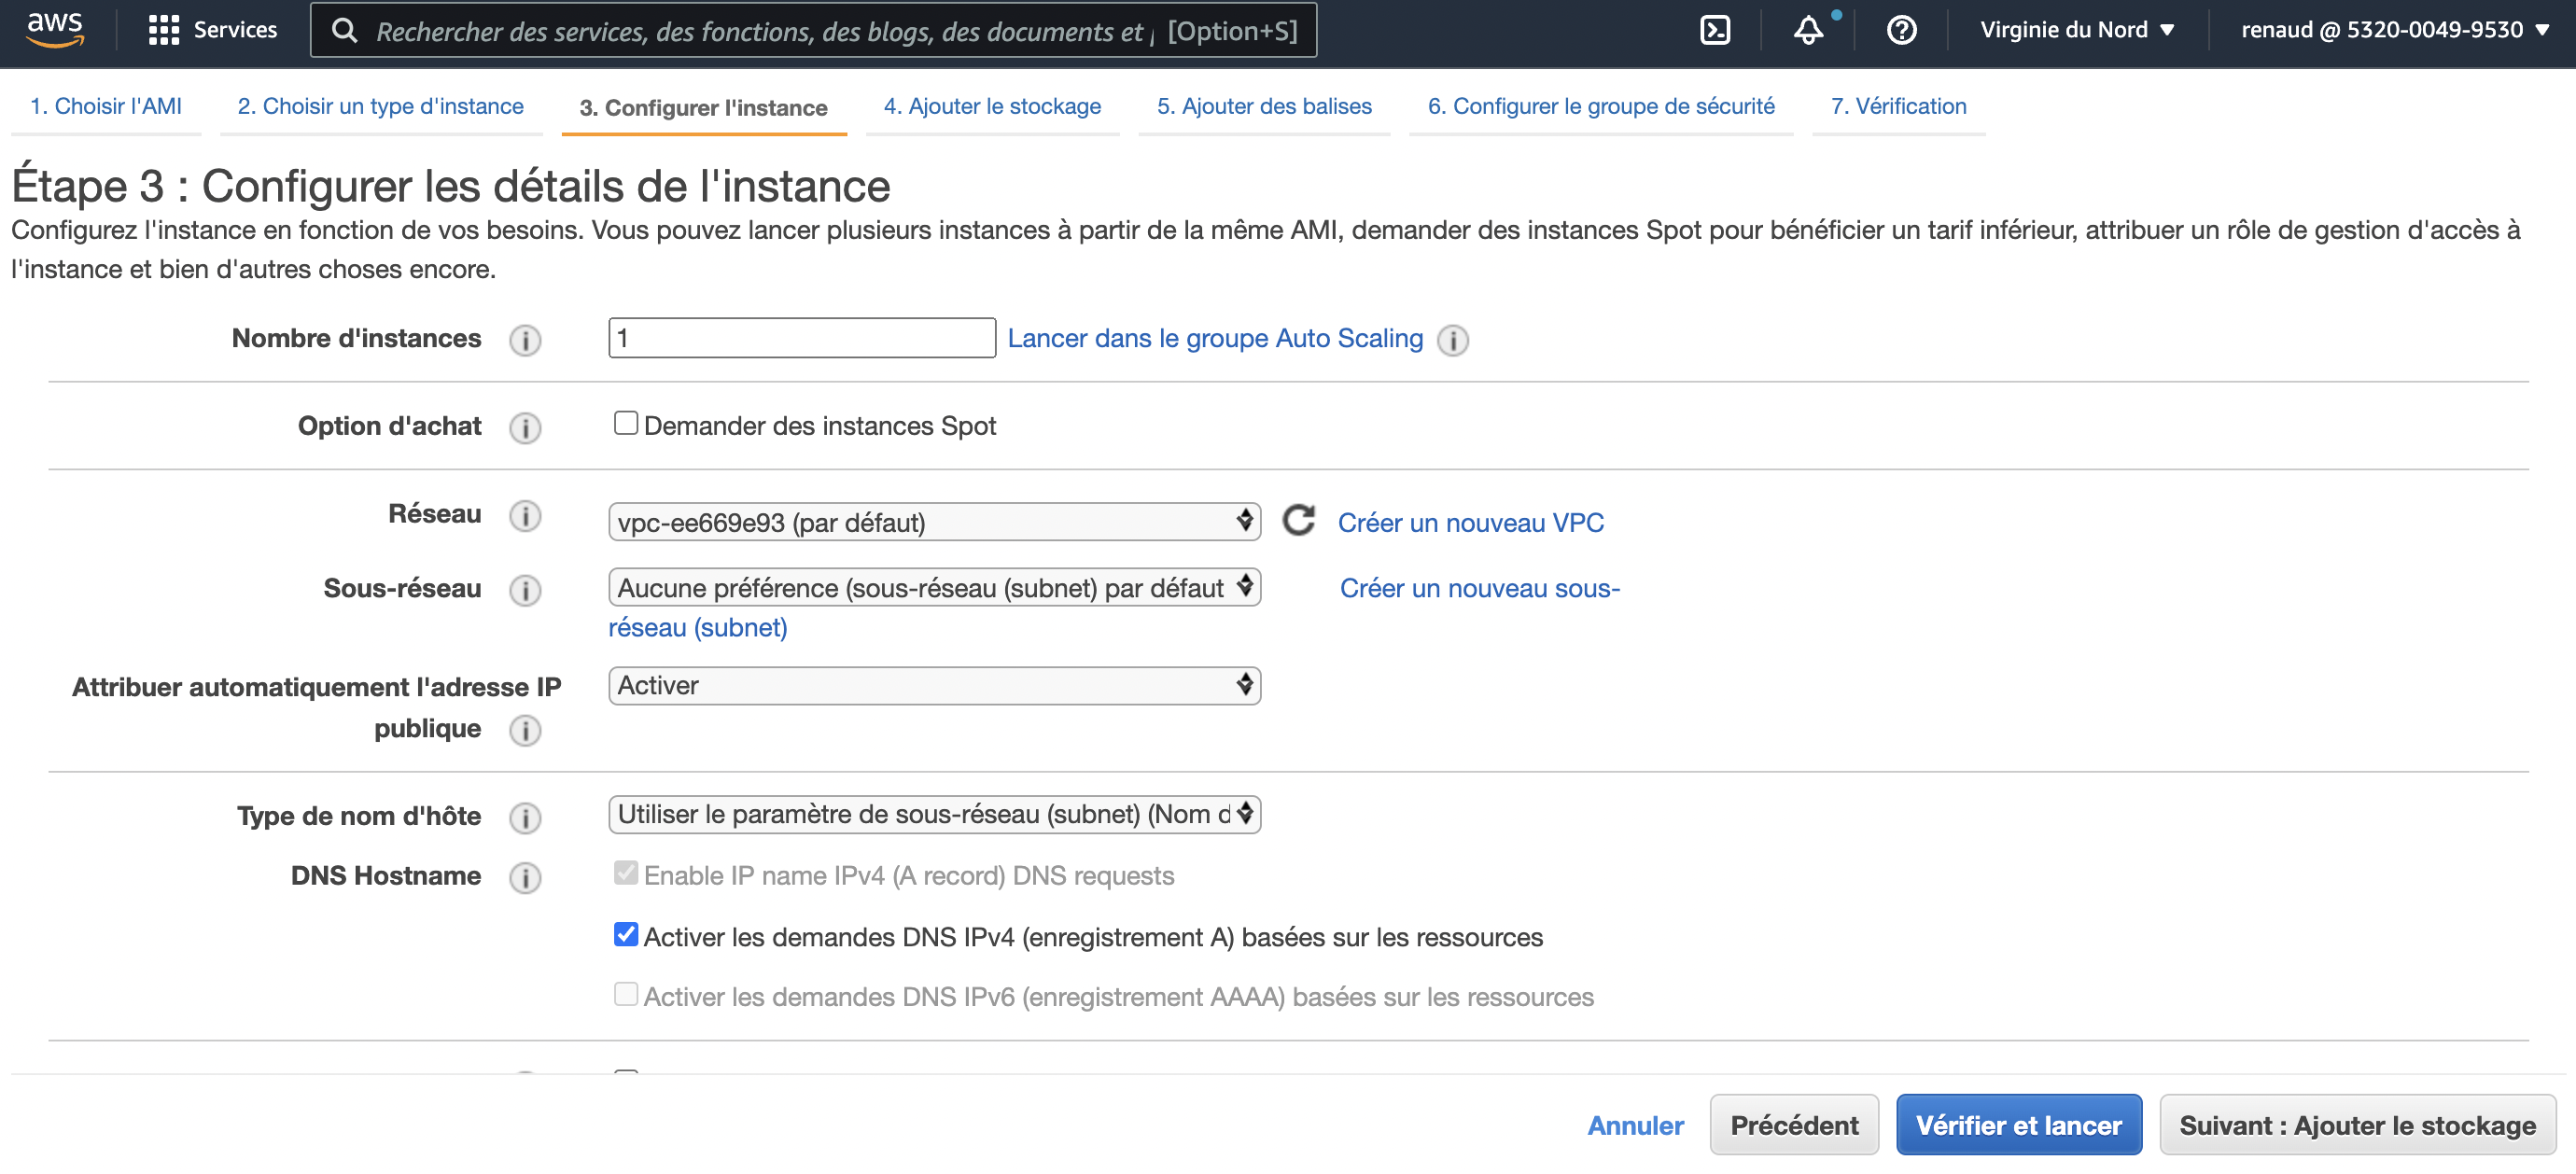 aws Services Rechercher des services, des fonctions, des blogs, des documents et [Option+S] Virginie du Nord renaud @ 5320-0049-9530
1. Choisir l'AMI 2. Choisir un type d'instance 3. Configurer l'instance 4. Ajouter le stockage 5. Ajouter des balises 6. Configurer le groupe de sécurité 7. Vérification
Étape 3 : Configurer les détails de l'instance
Configurez l'instance en fonction de vos besoins. Vous pouvez lancer plusieurs instances à partir de la même AMI, demander des instances Spot pour bénéficier un tarif inférieur, attribuer un rôle de gestion d'accès à
l'instance et bien d'autres choses encore.
Nombre d'instances 1 Lancer dans le groupe Auto Scaling
Option d'achat Demander des instances Spot
Réseau vpc-ee669e93 (par défaut) Créer un nouveau VPC
Sous-réseau Aucune préférence (sous-réseau (subnet) par défaut Créer un nouveau sous-
réseau (subnet)
Attribuer automatiquement l'adresse IP Activer
publique
Type de nom d'hôte Utiliser le paramètre de sous-réseau (subnet) (Nom d
DNS Hostname Enable IP name IPv4 (A record) DNS requests
Activer les demandes DNS IPv4 (enregistrement A) basées sur les ressources
Activer les demandes DNS IPv6 (enregistrement AAAA) basées sur les ressources
Annuler Précédent Vérifier et lancer Suivant : Ajouter le stockage